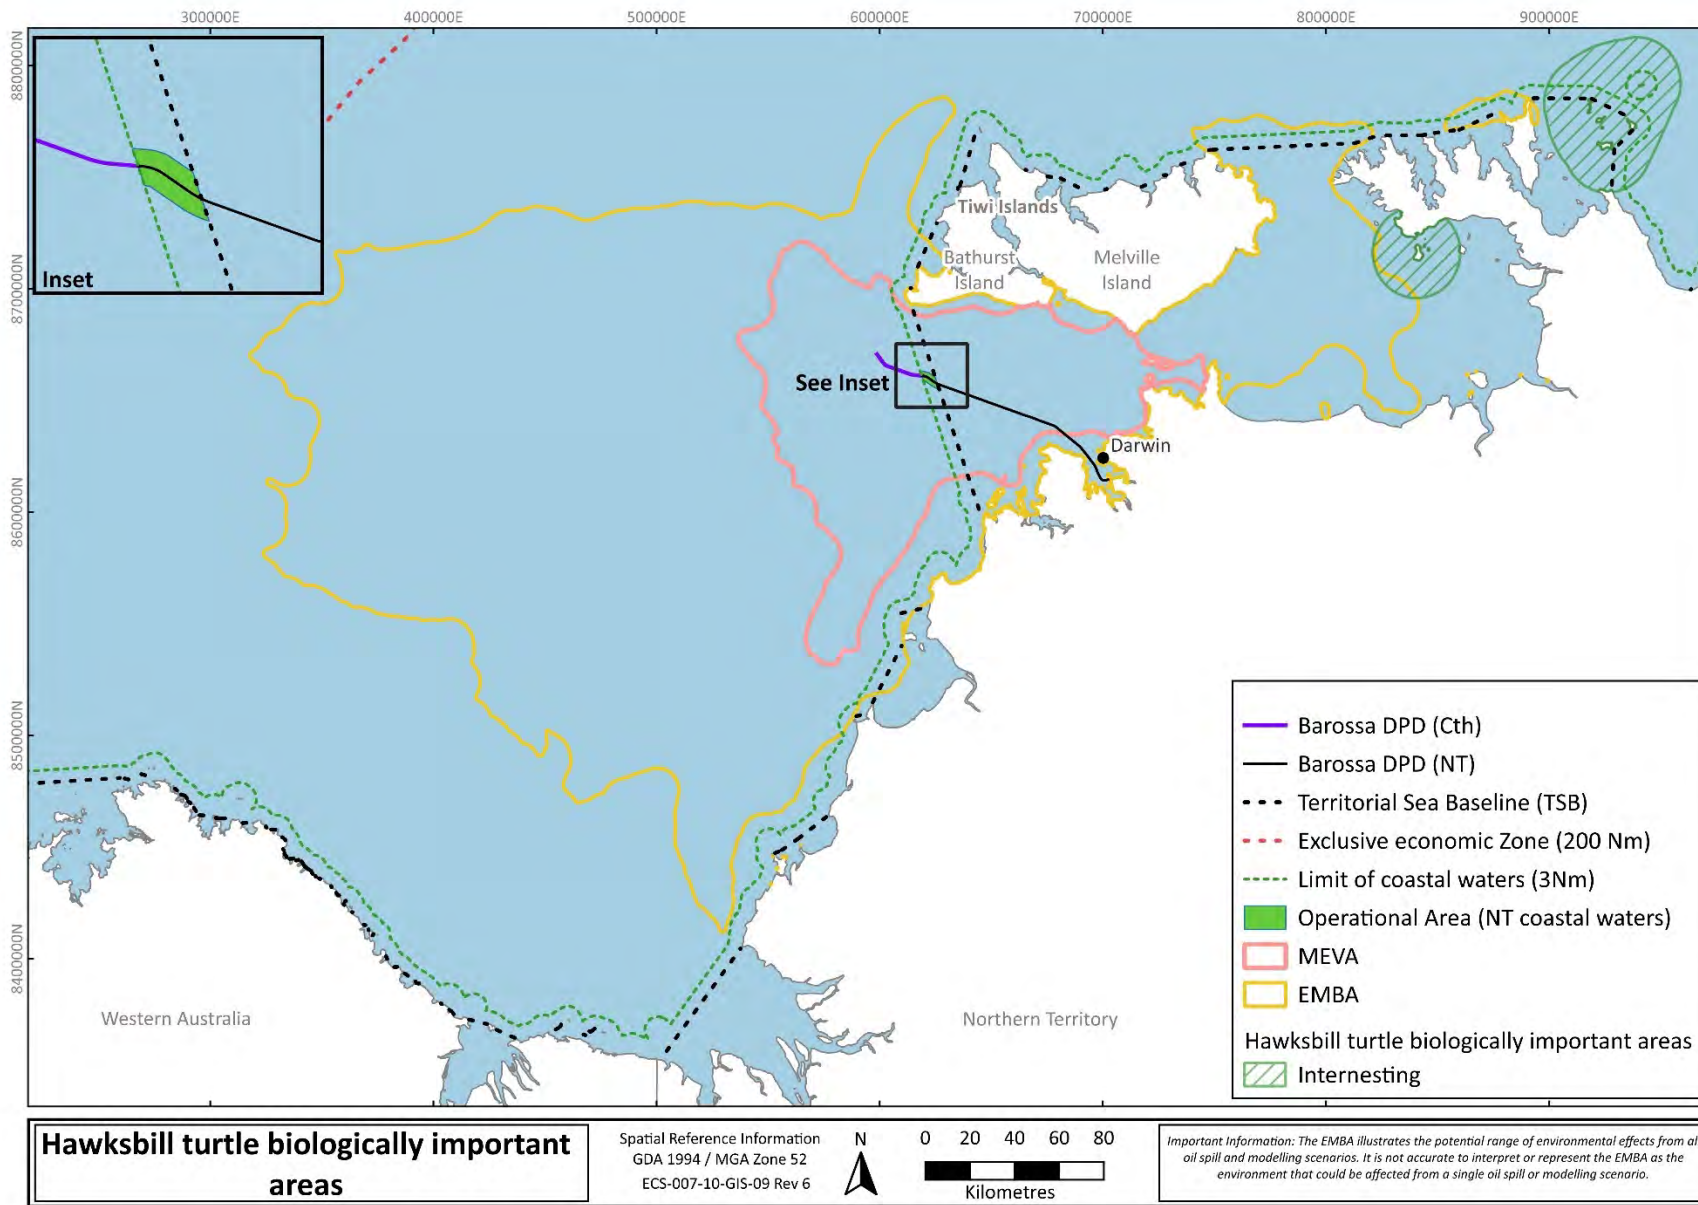 300000E 400000E 500000E 600000E 700000E 800000E 900000E
8800000N
8700000N
8600000N
8500000N
8400000N
Inset
Tiwi Islands
Bathurst
Island
Melville
Island
See Inset
Darwin
Western Australia
Northern Territory
Barossa DPD (Cth)
Barossa DPD (NT)
Territorial Sea Baseline (TSB)
Exclusive economic Zone (200 Nm)
Limit of coastal waters (3Nm)
Operational Area (NT coastal waters)
MEVA
EMBA
Hawksbill turtle biologically important areas
Internesting
Hawksbill turtle biologically important
areas
Spatial Reference Information
GDA 1994 / MGA Zone 52
ECS-007-10-GIS-09 Rev 6
N
0 20 40 60 80
Kilometres
Important Information: The EMBA illustrates the potential range of environmental effects from al
oil spill and modelling scenarios. It is not accurate to interpret or represent the EMBA as the
environment that could be affected from a single oil spill or modelling scenario.